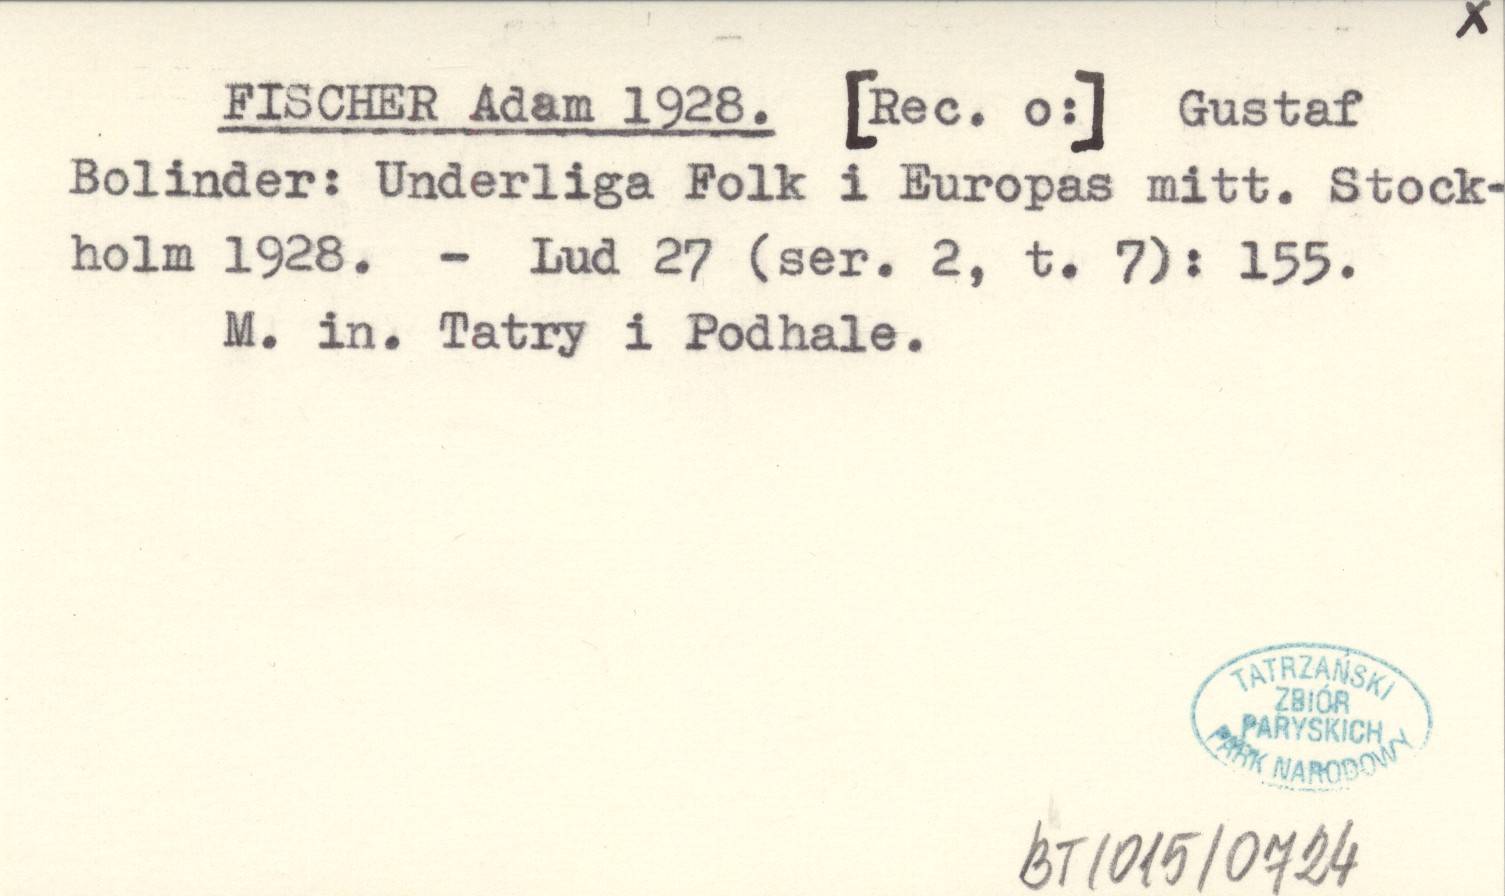 x
FISCHER Adam 1928. [Rec. o:] Gustaf
Bolinder: Underliga Folk i Europas mitt. Stock-
holm 1928. - Lud 27 (ser. 2, t. 7): 155.
M. in. Tatry i Podhale.
TATRZAŃSKI
ZBIÓR
PARYSKICH
PARK NARODOWY
BT/015/0724